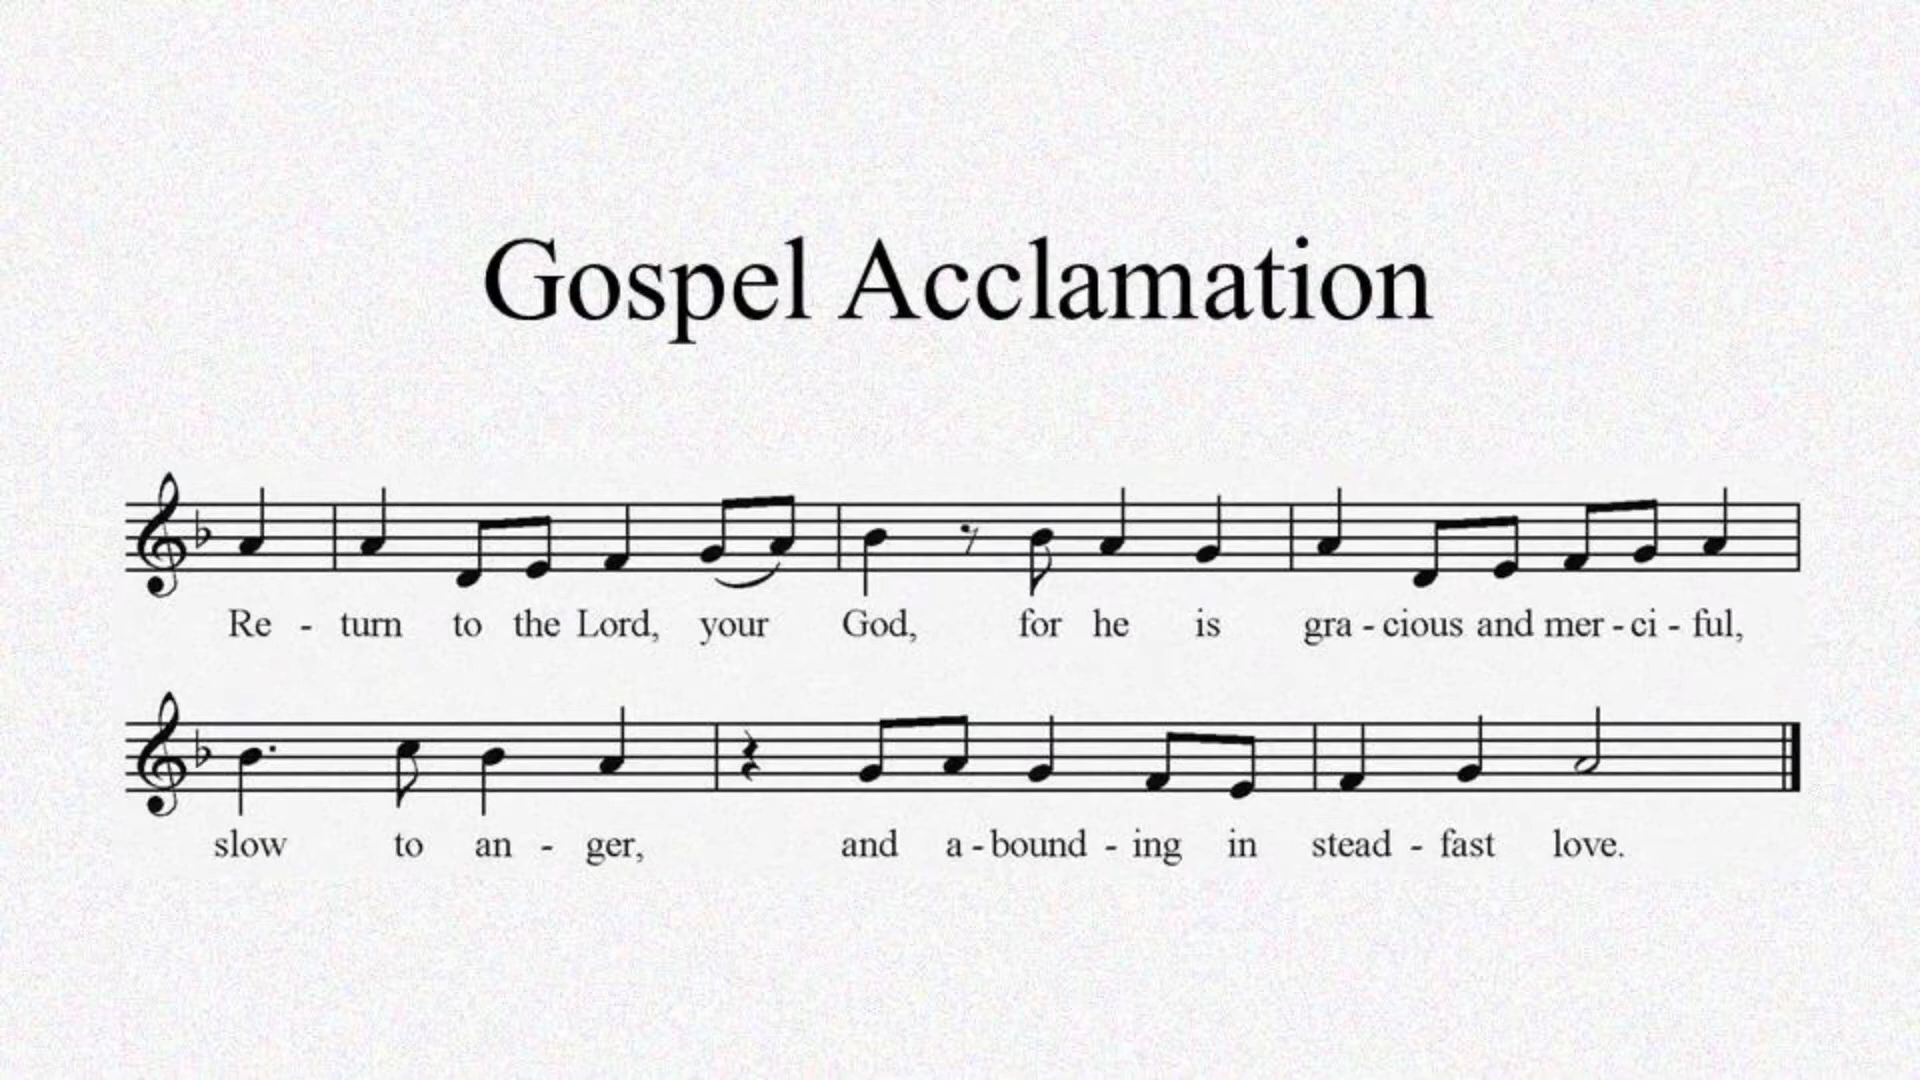 Gospel Acclamation
Re - turn to the Lord, your God, for he is gra - cious and mer - ci - ful,
slow to an - ger, and a - bound - ing in stead - fast love.